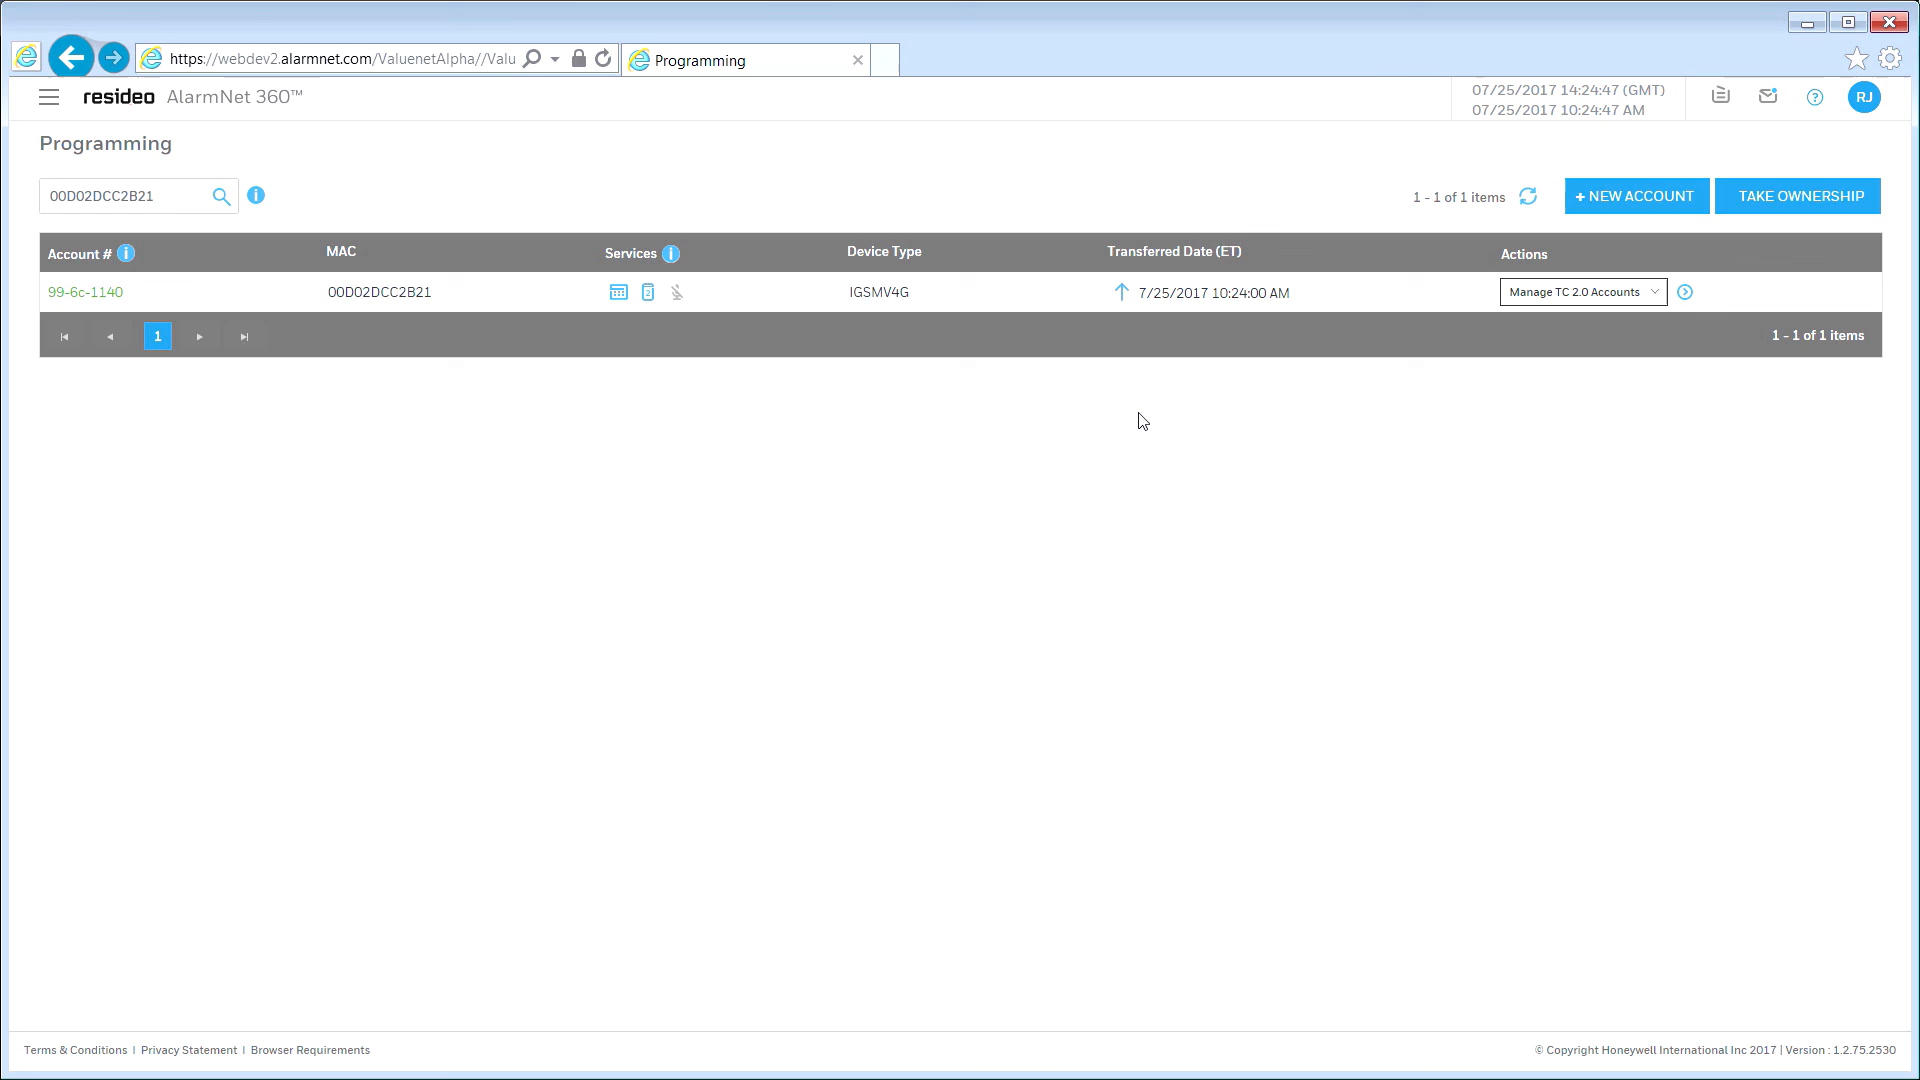 https://webdev2.alarmnet.com/ValuenetAlpha//Valu
Programming
resideo AlarmNet 360™
07/25/2017 14:24:47 (GMT)
07/25/2017 10:24:47 AM
?
RJ
Programming
00D02DCC2B21
i
1 - 1 of 1 items
+ NEW ACCOUNT
TAKE OWNERSHIP
Account # i
MAC
Services i
Device Type
Transferred Date (ET)
Actions
99-6c-1140
00D02DCC2B21
2
IGSMV4G
7/25/2017 10:24:00 AM
Manage TC 2.0 Accounts
1
1 - 1 of 1 items
Terms & Conditions | Privacy Statement | Browser Requirements
© Copyright Honeywell International Inc 2017 | Version : 1.2.75.2530